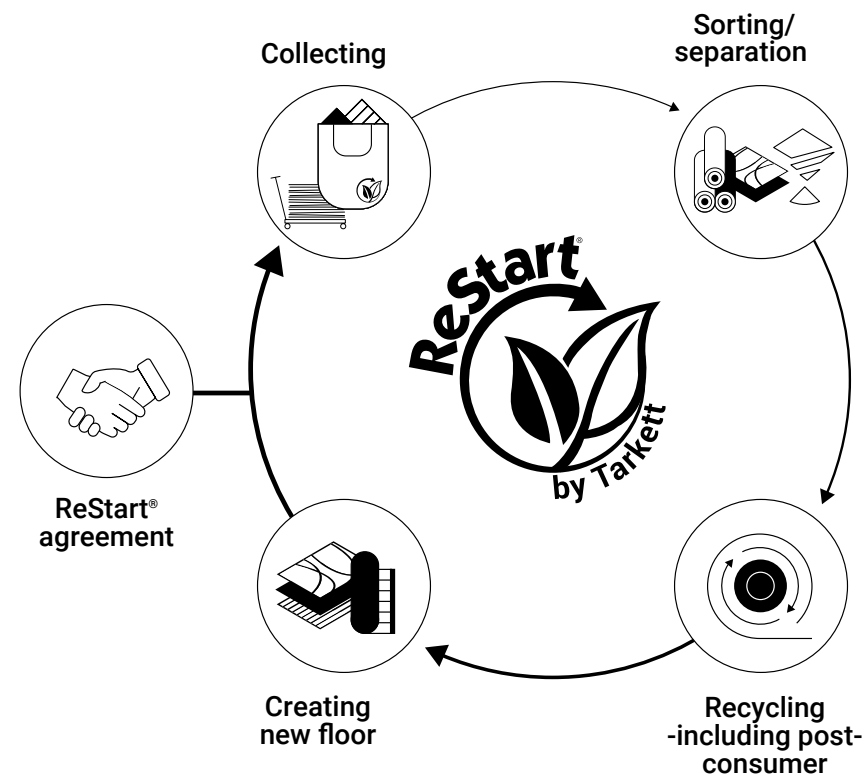 Collecting
Sorting/
separation
ReStart®
by Tarkett
ReStart®
agreement
Creating
new floor
Recycling
-including post-
consumer